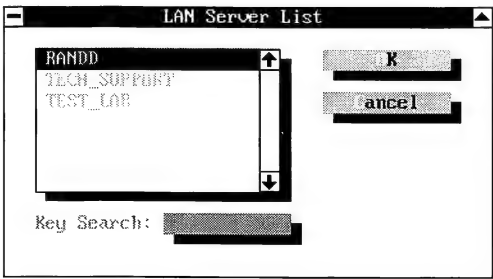 LAN Server List
RANDD
TECH_SUPPORT
TEST_LAB
OK
Cancel
Key Search: